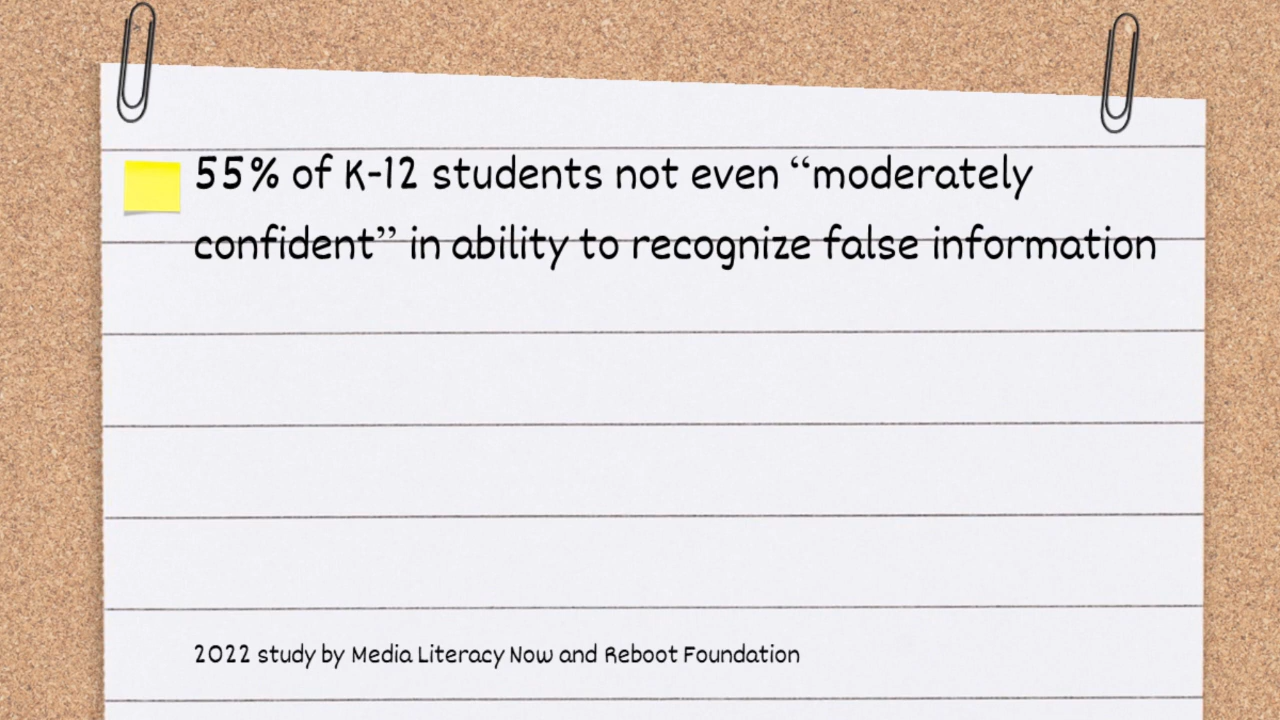 55% of K-12 students not even “moderately
confident” in ability to recognize false information
2022 study by Media Literacy Now and Reboot Foundation